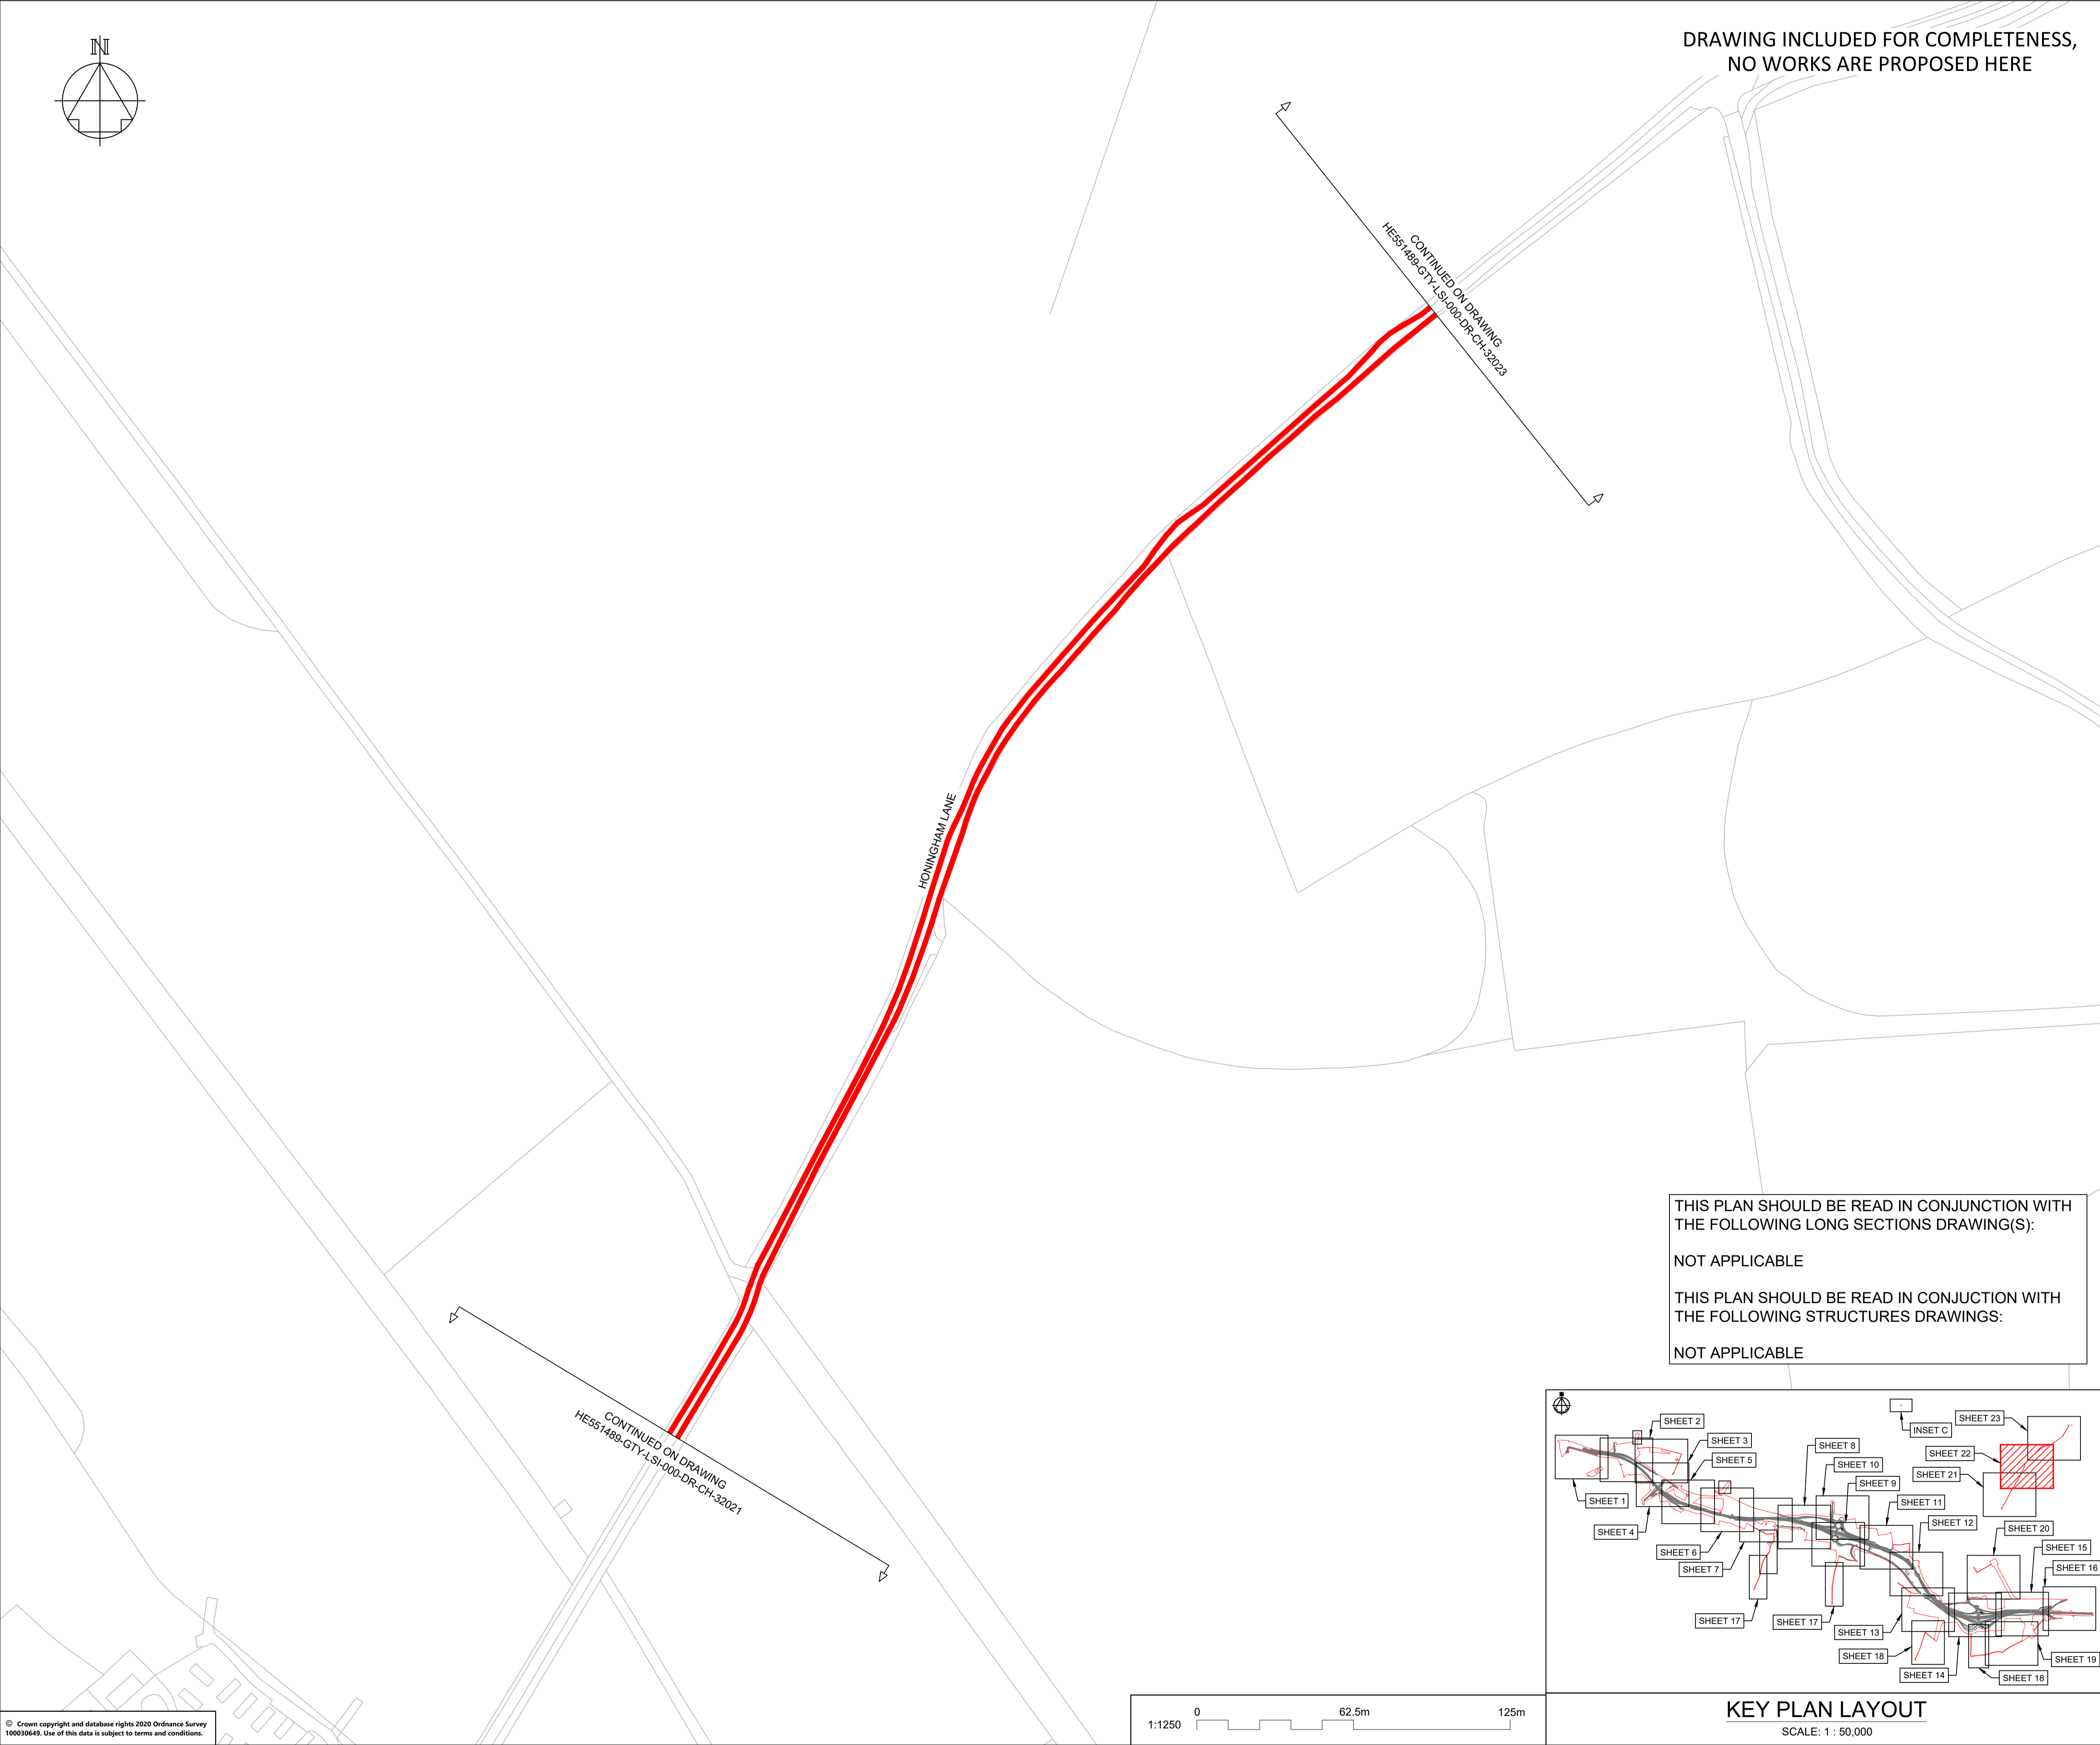 N
DRAWING INCLUDED FOR COMPLETENESS,
NO WORKS ARE PROPOSED HERE
CONTINUED ON DRAWING
HE551489-GTY-LSI-000-DR-CH-32023
HONINGHAM LANE
CONTINUED ON DRAWING
HE551489-GTY-LSI-000-DR-CH-32021
THIS PLAN SHOULD BE READ IN CONJUNCTION WITH
THE FOLLOWING LONG SECTIONS DRAWING(S):
NOT APPLICABLE
THIS PLAN SHOULD BE READ IN CONJUCTION WITH
THE FOLLOWING STRUCTURES DRAWINGS:
NOT APPLICABLE
SHEET 2
SHEET 3
SHEET 5
SHEET 1
SHEET 4
SHEET 6
SHEET 7
SHEET 8
SHEET 10
SHEET 9
SHEET 11
SHEET 12
INSET C
SHEET 23
SHEET 22
SHEET 21
SHEET 20
SHEET 15
SHEET 16
SHEET 17
SHEET 17
SHEET 13
SHEET 18
SHEET 14
SHEET 18
SHEET 19
KEY PLAN LAYOUT
SCALE: 1 : 50,000
1:1250
0
62.5m
125m
© Crown copyright and database rights 2020 Ordnance Survey
100030649. Use of this data is subject to terms and conditions.